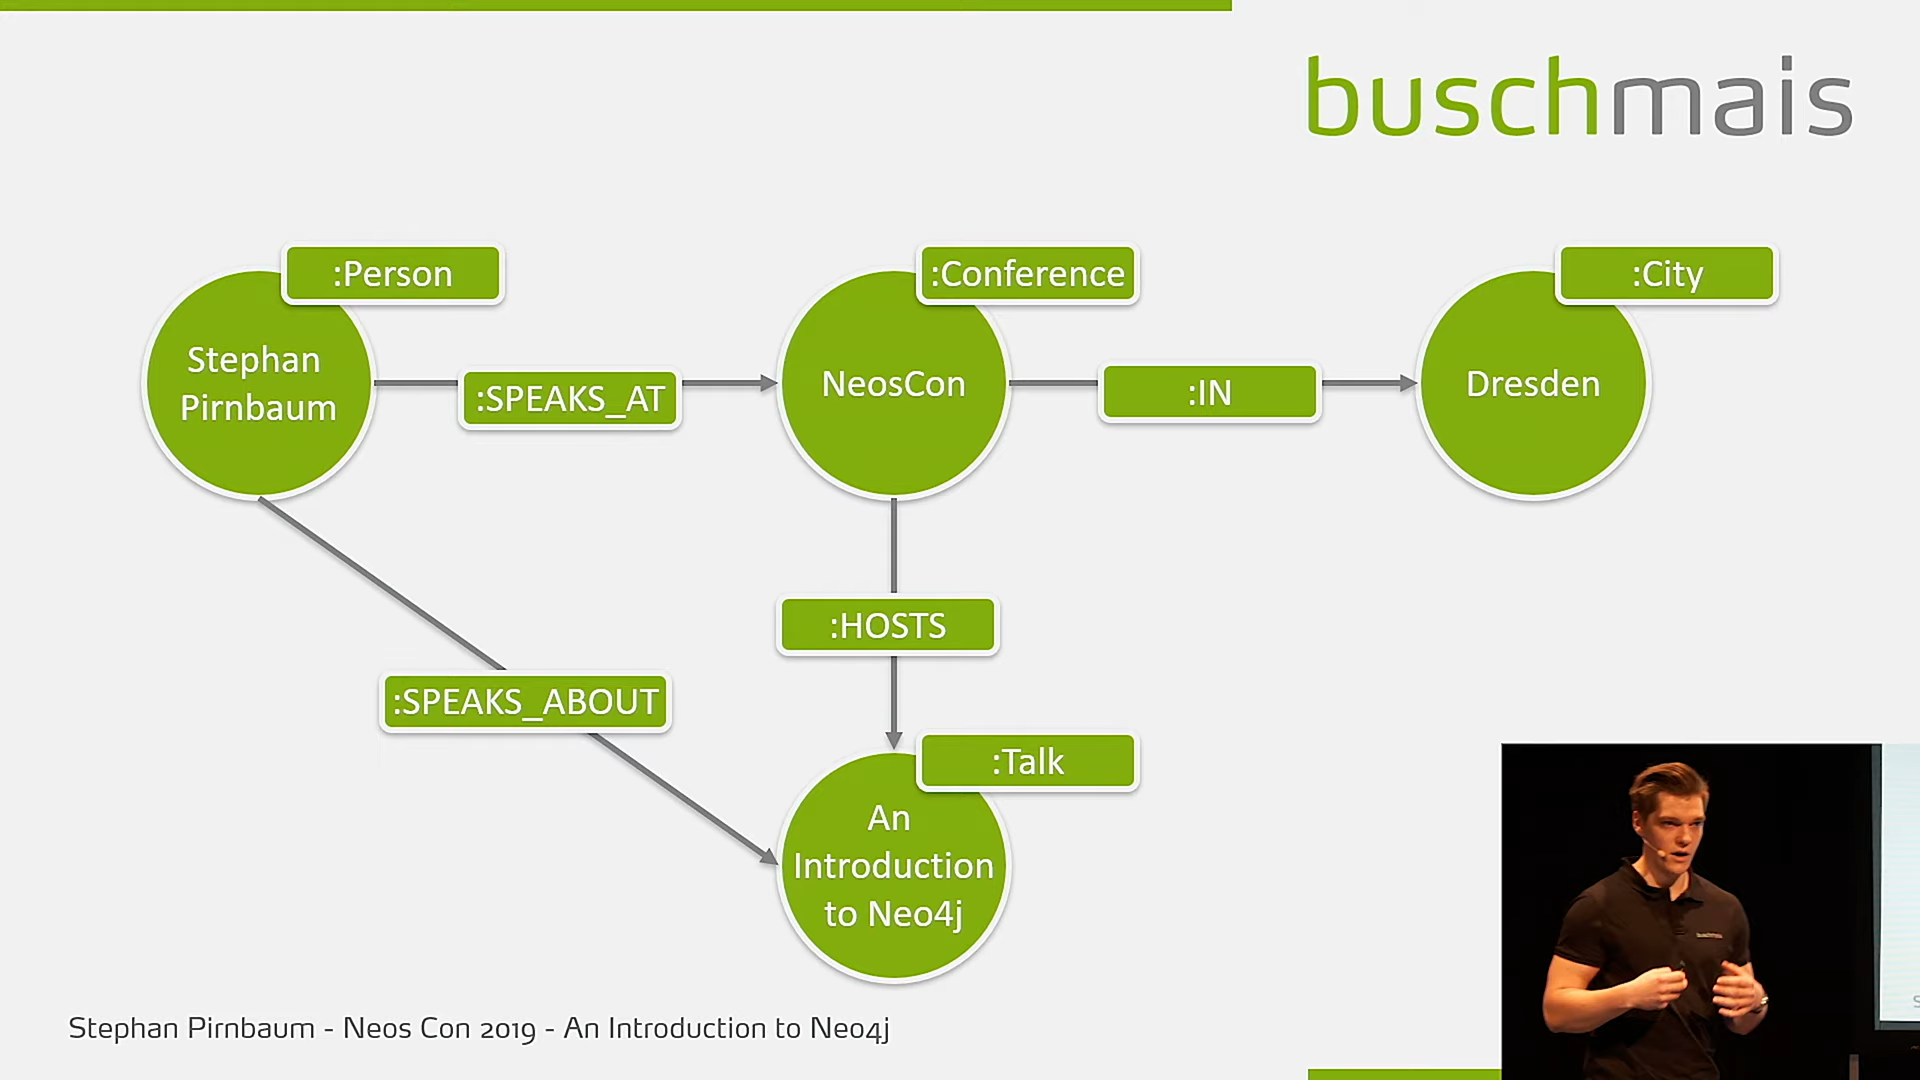 buschmais
:Person
:Conference
:City
Stephan
Pirnbaum
:SPEAKS_AT
NeosCon
:IN
Dresden
:HOSTS
:SPEAKS_ABOUT
:Talk
An
Introduction
to Neo4j
buschmais
Stephan Pirnbaum - Neos Con 2019 - An Introduction to Neo4j